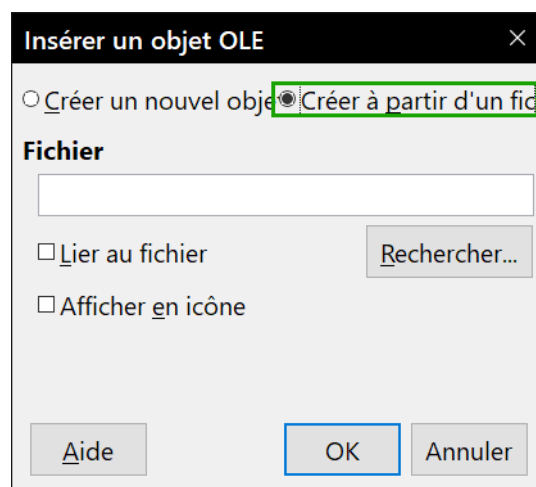 Insérer un objet OLE
Créer un nouvel obje Créer à partir d'un fic
Fichier
Lier au fichier Rechercher...
Afficher en icône
Aide OK Annuler